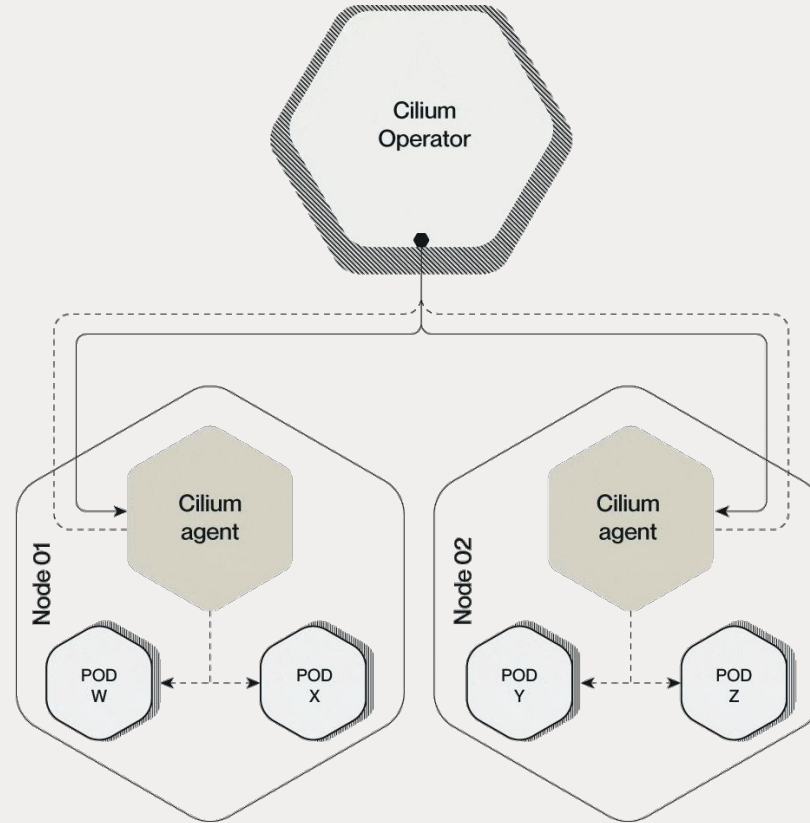 Cilium
Operator
Cilium
agent
Node 01
POD
W
POD
X
Cilium
agent
Node 02
POD
Y
POD
Z